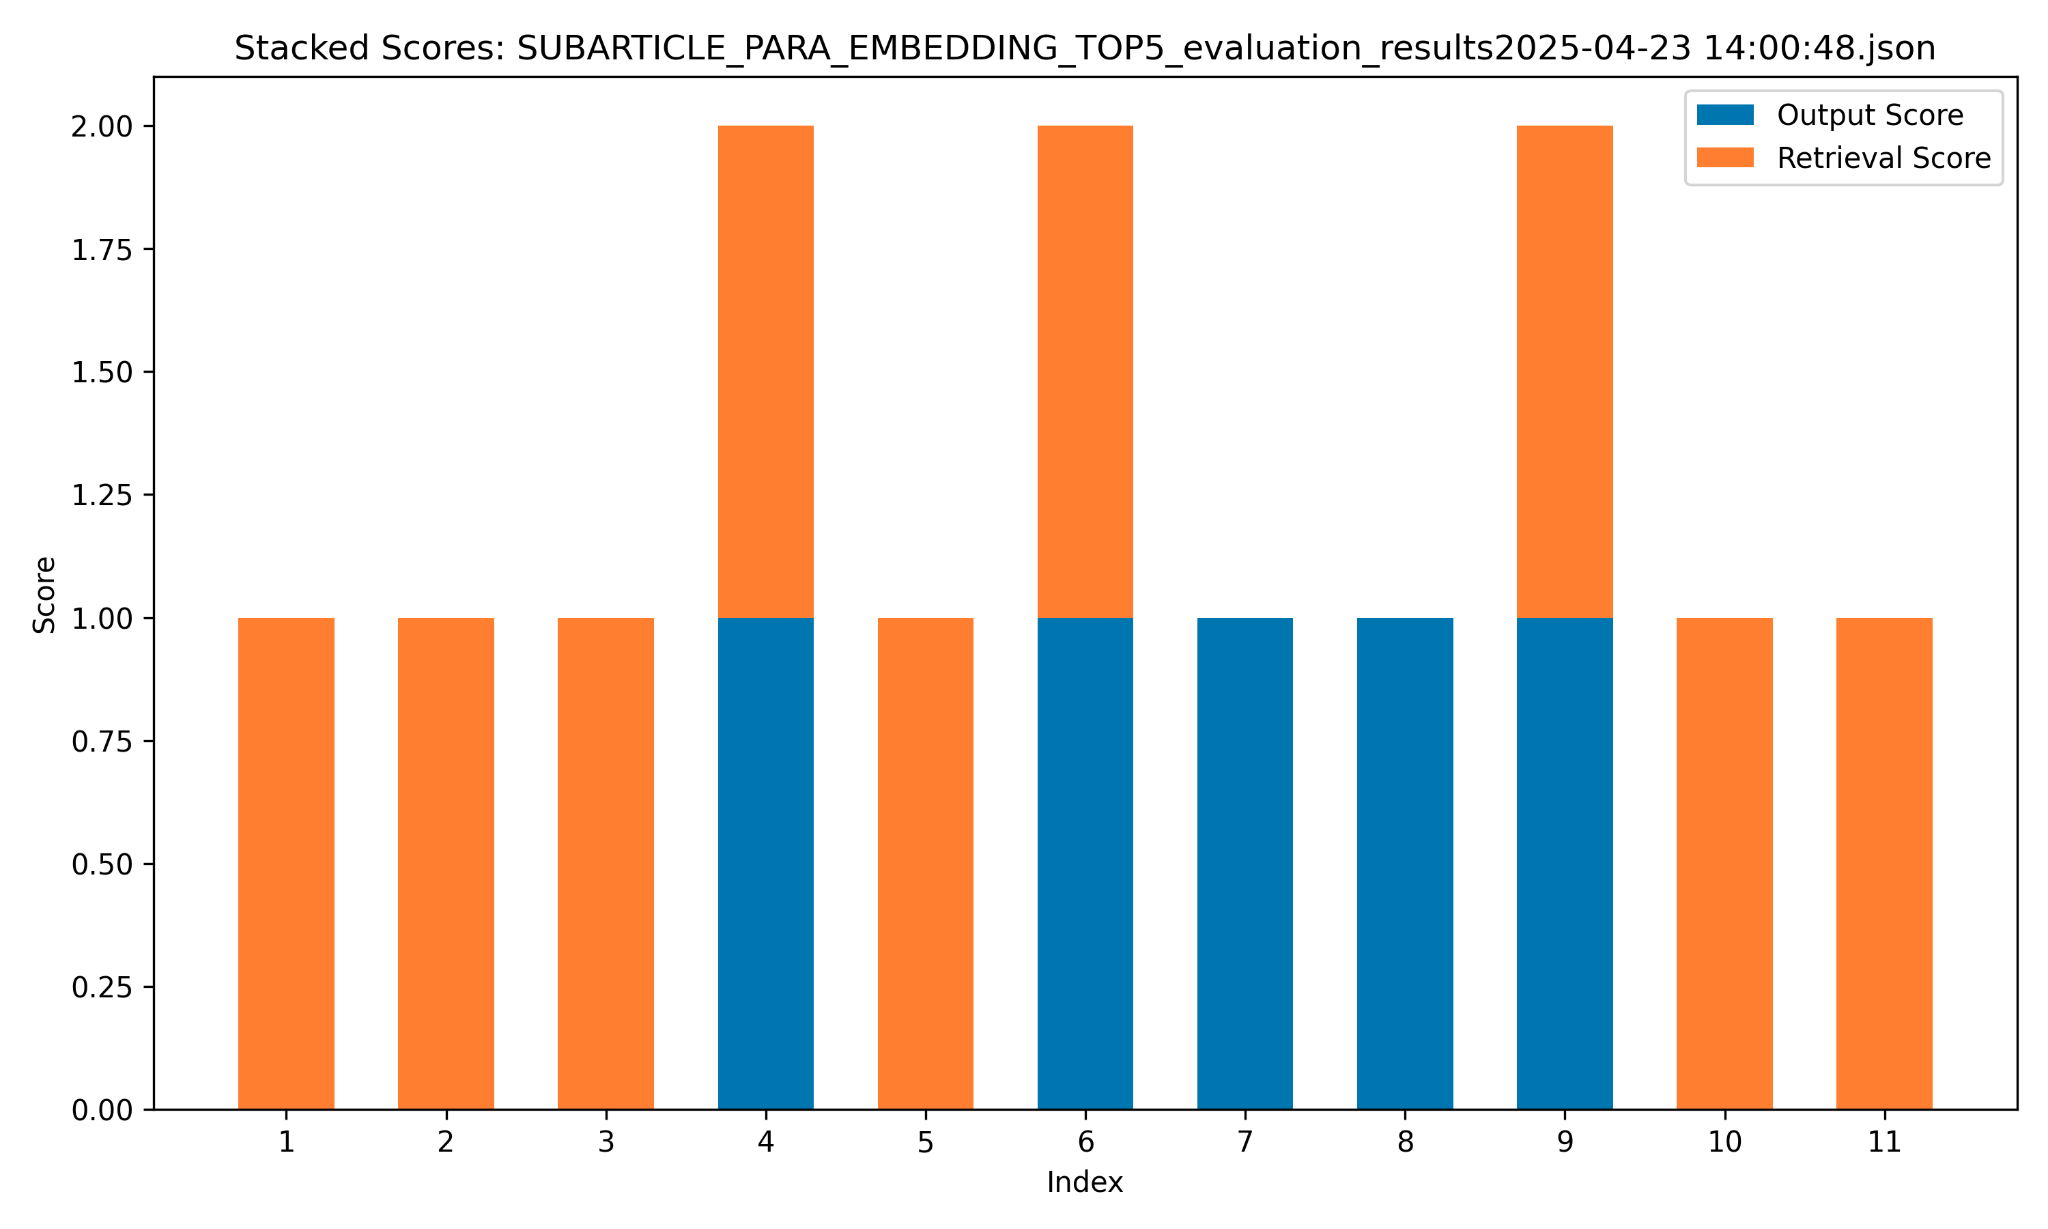 Stacked Scores: SUBARTICLE_PARA_EMBEDDING_TOP5_evaluation_results2025-04-23 14:00:48.json
Output Score
Retrieval Score
2.00
1.75
1.50
1.25
1.00
0.75
0.50
0.25
0.00
Score
1 2 3 4 5 6 7 8 9 10 11
Index